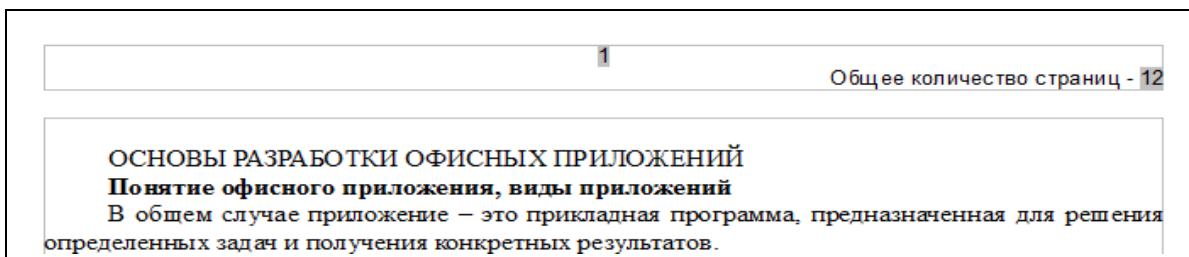 1
Общее количество страниц - 12
ОСНОВЫ РАЗРАБОТКИ ОФИСНЫХ ПРИЛОЖЕНИЙ
Понятие офисного приложения, виды приложений
В общем случае приложение – это прикладная программа, предназначенная для решения
определенных задач и получения конкретных результатов.